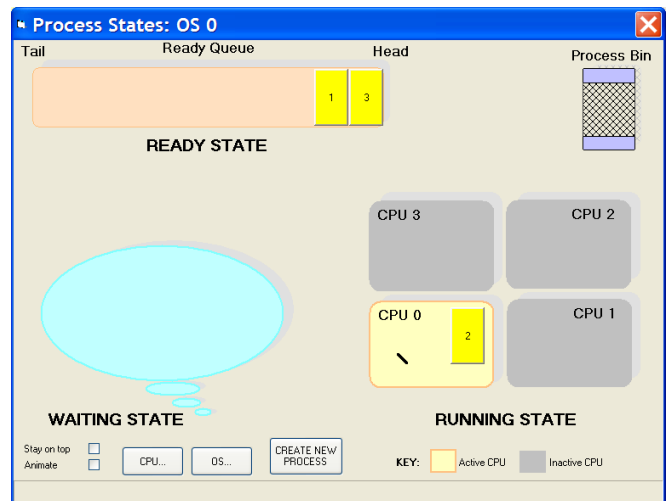 Process States: OS 0
Tail Ready Queue Head Process Bin
1 3
READY STATE
CPU 3 CPU 2
CPU 0 2 CPU 1
WAITING STATE RUNNING STATE
Stay on top
Animate
CPU... OS... CREATE NEW PROCESS
KEY: Active CPU Inactive CPU